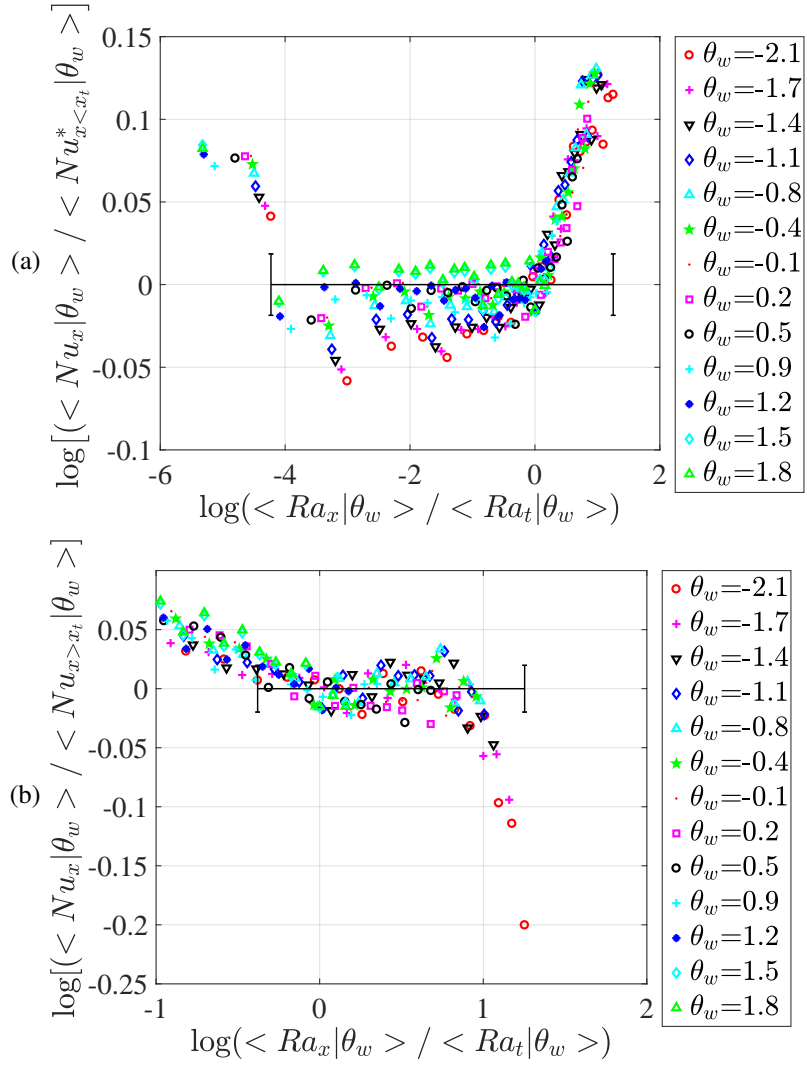 (a)
log[(< Nu_x|θ_w > / < Nu*_{x<x_t}|θ_w >]
0.15
0.1
0.05
0
-0.05
-0.1
-6
-4
-2
0
2
log(< Ra_x|θ_w > / < Ra_t|θ_w >)
θ_w=-2.1
θ_w=-1.7
θ_w=-1.4
θ_w=-1.1
θ_w=-0.8
θ_w=-0.4
θ_w=-0.1
θ_w=0.2
θ_w=0.5
θ_w=0.9
θ_w=1.2
θ_w=1.5
θ_w=1.8
(b)
log[(< Nu_x|θ_w > / < Nu_{x>x_t}|θ_w >]
0.05
0
-0.05
-0.1
-0.15
-0.2
-0.25
-1
0
1
2
log(< Ra_x|θ_w > / < Ra_t|θ_w >)
θ_w=-2.1
θ_w=-1.7
θ_w=-1.4
θ_w=-1.1
θ_w=-0.8
θ_w=-0.4
θ_w=-0.1
θ_w=0.2
θ_w=0.5
θ_w=0.9
θ_w=1.2
θ_w=1.5
θ_w=1.8